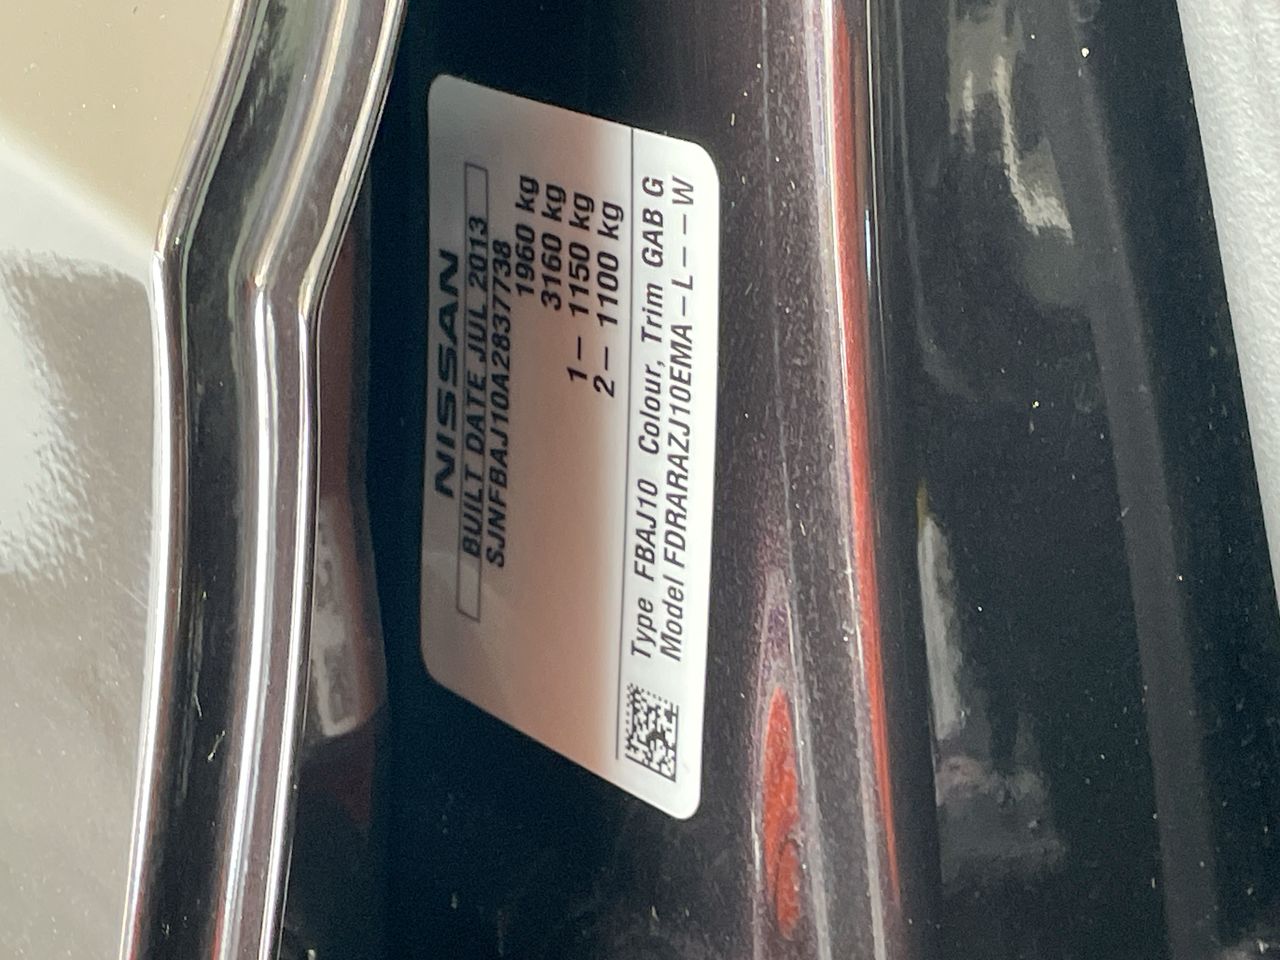 NISSAN
BUILT DATE JUL 2013
SJNFBAJ10A2837738
1960 kg
3160 kg
1– 1150 kg
2– 1100 kg
Type FBAJ10 Colour, Trim GAB G
Model FDRARAZJ10EMA–L––W